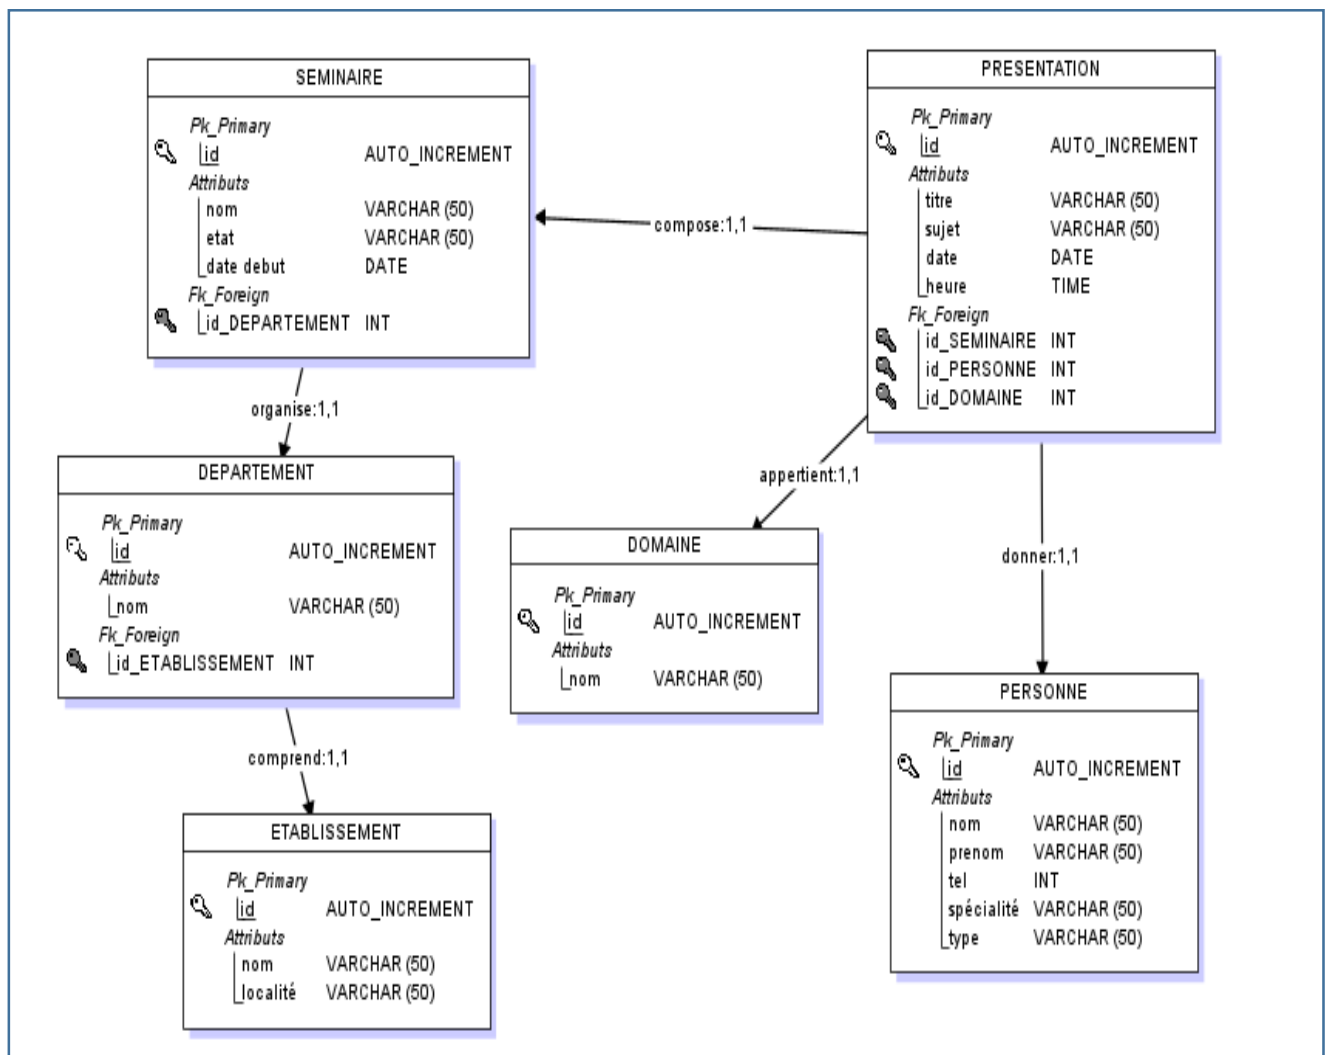 SEMINAIRE
Pk_Primary
id AUTO_INCREMENT
Attributs
nom VARCHAR (50)
etat VARCHAR (50)
date debut DATE
Fk_Foreign
id_DEPARTEMENT INT
compose:1,1
PRESENTATION
Pk_Primary
id AUTO_INCREMENT
Attributs
titre VARCHAR (50)
sujet VARCHAR (50)
date DATE
heure TIME
Fk_Foreign
id_SEMINAIRE INT
id_PERSONNE INT
id_DOMAINE INT
organise:1,1
DEPARTEMENT
Pk_Primary
id AUTO_INCREMENT
Attributs
nom VARCHAR (50)
Fk_Foreign
id_ETABLISSEMENT INT
appertient:1,1
DOMAINE
Pk_Primary
id AUTO_INCREMENT
Attributs
nom VARCHAR (50)
donner:1,1
comprend:1,1
ETABLISSEMENT
Pk_Primary
id AUTO_INCREMENT
Attributs
nom VARCHAR (50)
localité VARCHAR (50)
PERSONNE
Pk_Primary
id AUTO_INCREMENT
Attributs
nom VARCHAR (50)
prenom VARCHAR (50)
tel INT
spécialité VARCHAR (50)
type VARCHAR (50)